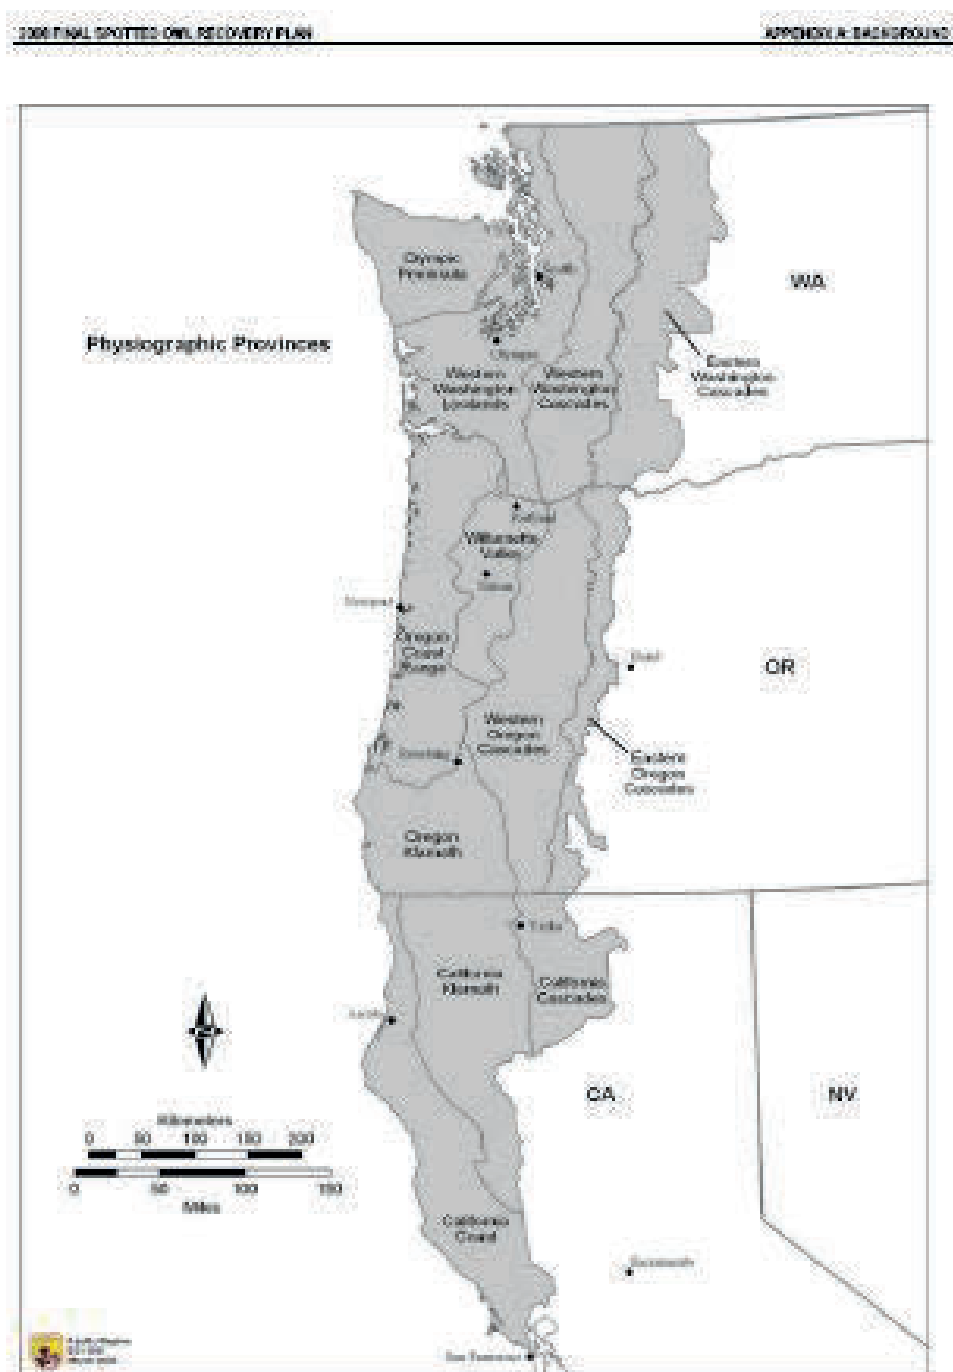 2008 FINAL SPOTTED OWL RECOVERY PLAN
APPENDIX A: BACKGROUND
Physiographic Provinces
Olympic
Peninsula
Seattle
WA
Olympia
Western
Washington
Lowlands
Western
Washington
Cascades
Eastern
Washington
Cascades
Portland
Willamette
Valley
Salem
Newport
Oregon
Coast
Range
Bend
OR
Western
Oregon
Cascades
Roseburg
Eastern
Oregon
Cascades
Oregon
Klamath
Yreka
California
Klamath
California
Cascades
CA
NV
Kilometers
0 50 100 150 200
0 50 100 150
Miles
California
Coast
Sacramento
San Francisco